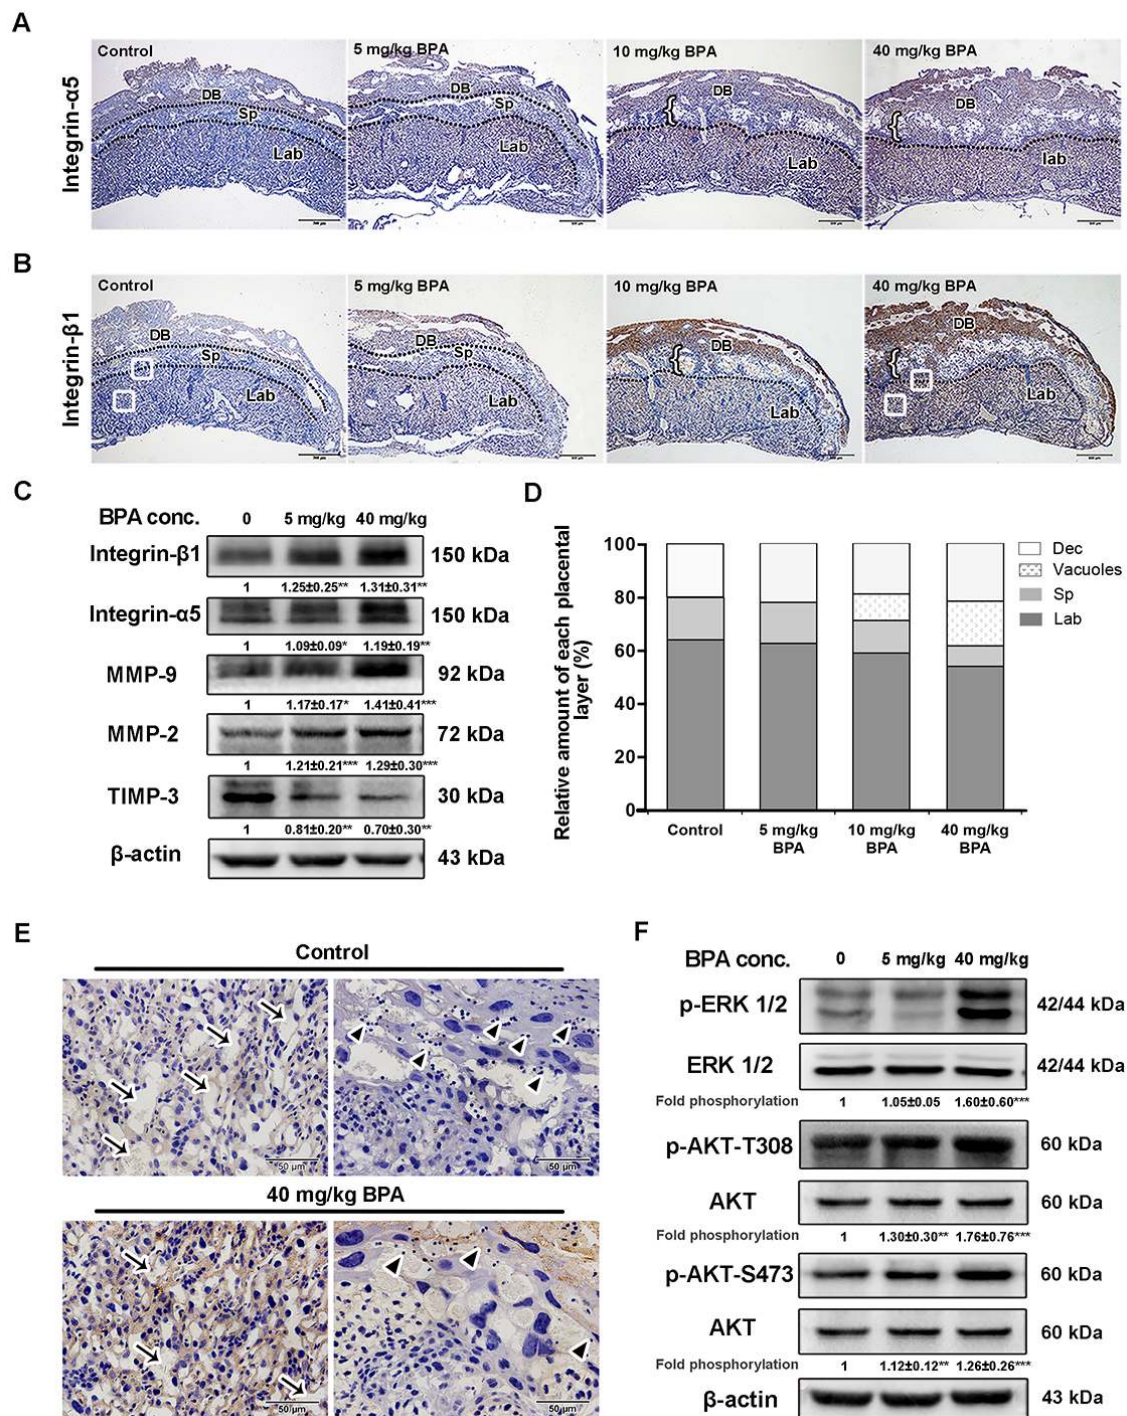 A
Integrin-α5
Control
5 mg/kg BPA
10 mg/kg BPA
40 mg/kg BPA
DB
Sp
Lab
DB
Sp
Lab
{
DB
Lab
{
DB
lab
B
Integrin-β1
Control
5 mg/kg BPA
10 mg/kg BPA
40 mg/kg BPA
DB
Sp
Lab
DB
Sp
Lab
{
DB
Lab
{
DB
Lab
C
BPA conc. 0 5 mg/kg 40 mg/kg
Integrin-β1 150 kDa
1 1.25±0.25** 1.31±0.31**
Integrin-α5 150 kDa
1 1.09±0.09* 1.19±0.19**
MMP-9 92 kDa
1 1.17±0.17* 1.41±0.41***
MMP-2 72 kDa
1 1.21±0.21*** 1.29±0.30***
TIMP-3 30 kDa
1 0.81±0.20** 0.70±0.30**
β-actin 43 kDa
D
Relative amount of each placental
layer (%)
100
80
60
40
20
0
Control
5 mg/kg
BPA
10 mg/kg
BPA
40 mg/kg
BPA
Dec
Vacuoles
Sp
Lab
E
Control
50 µm
50 µm
40 mg/kg BPA
50 µm
50 µm
F
BPA conc. 0 5 mg/kg 40 mg/kg
p-ERK 1/2 42/44 kDa
ERK 1/2 42/44 kDa
Fold phosphorylation 1 1.05±0.05 1.60±0.60***
p-AKT-T308 60 kDa
AKT 60 kDa
Fold phosphorylation 1 1.30±0.30** 1.76±0.76***
p-AKT-S473 60 kDa
AKT 60 kDa
Fold phosphorylation 1 1.12±0.12** 1.26±0.26***
β-actin 43 kDa